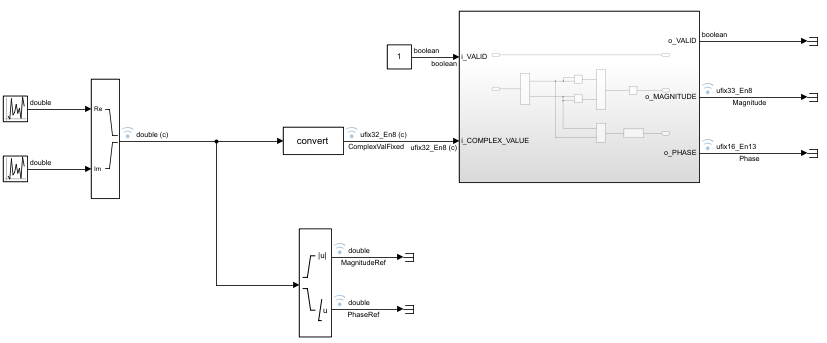 boolean
o_VALID
boolean
1
i_VALID
boolean
double
Re
ufix33_En8
o_MAGNITUDE
Magnitude
double (c)
convert
ufix32_En8 (c)
ComplexValFixed
ufix32_En8 (c)
i_COMPLEX_VALUE
ufix16_En13
o_PHASE
Phase
double
Im
|u|
double
MagnitudeRef
u
double
PhaseRef